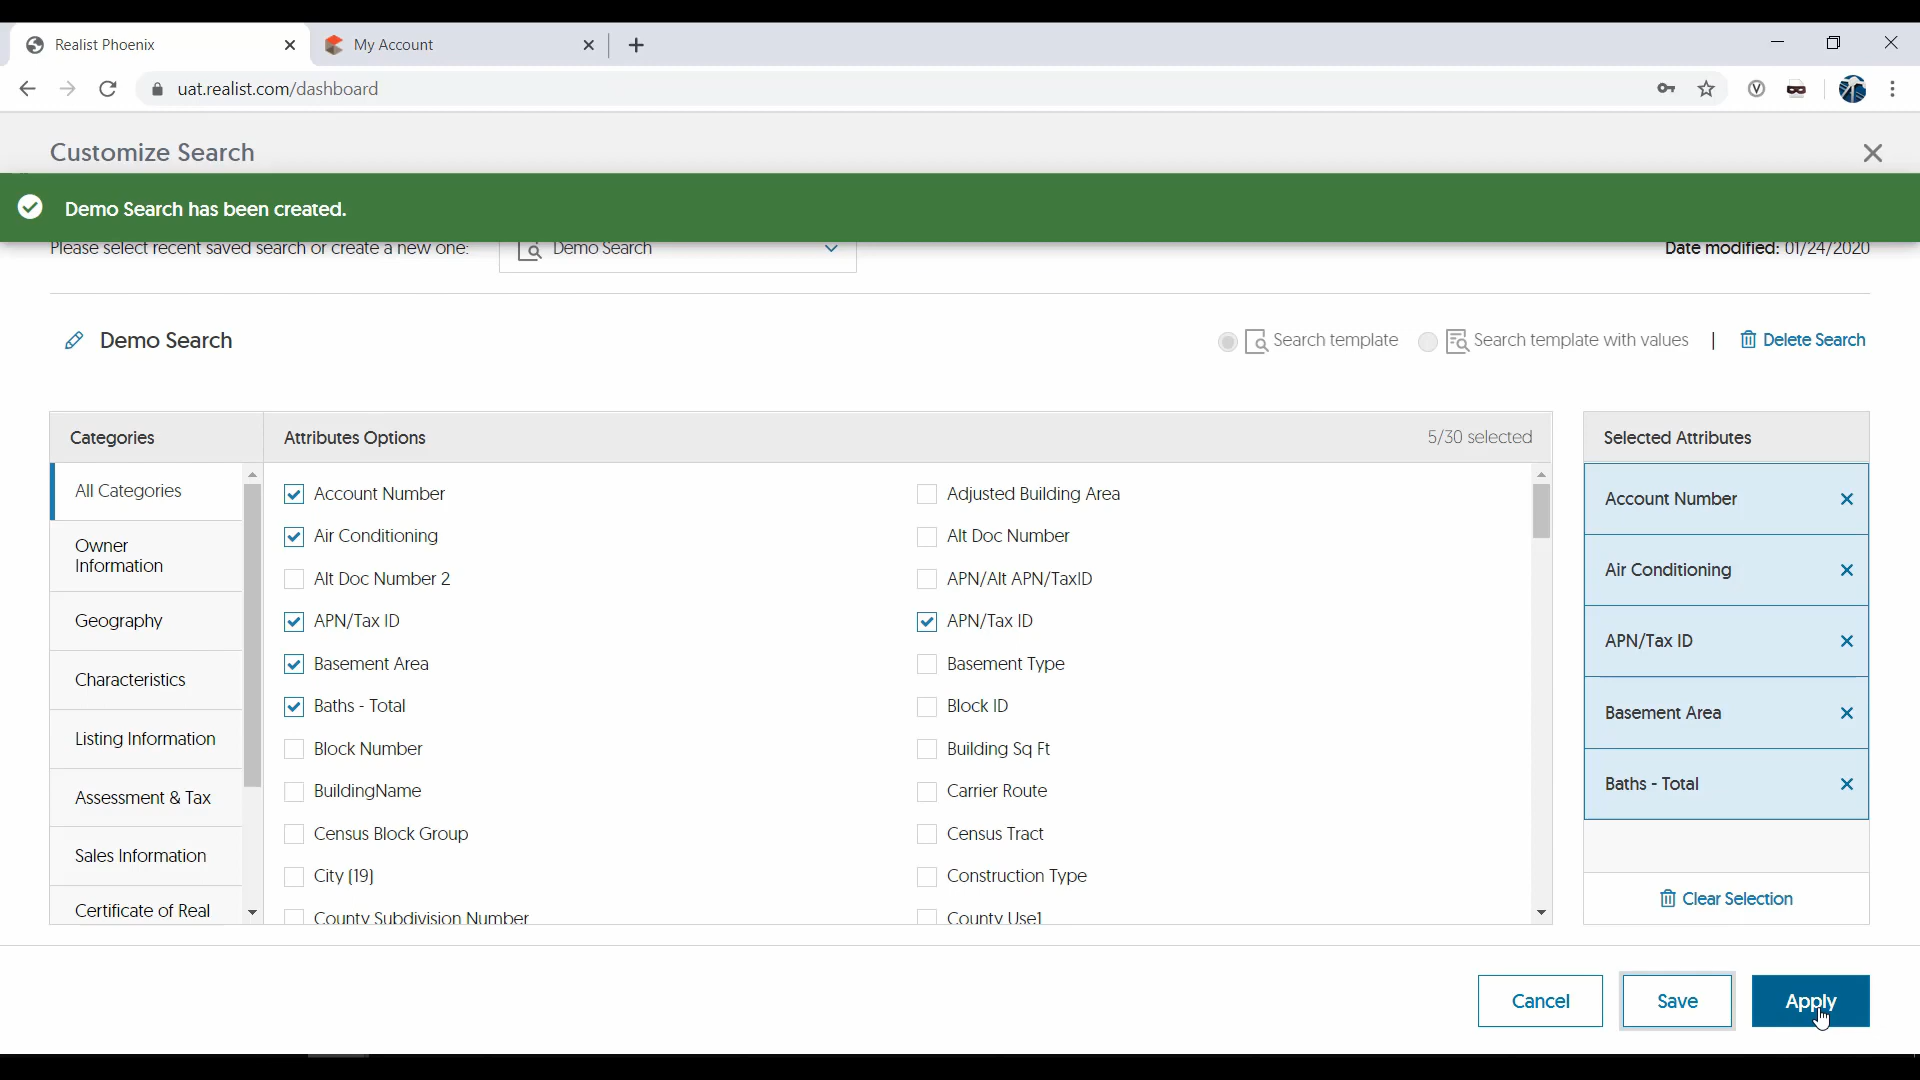 Realist Phoenix
My Account
uat.realist.com/dashboard
Customize Search
Demo Search has been created.
Please select recent saved search or create a new one:
Demo Search
Date modified: 01/24/2020
Demo Search
Search template
Search template with values
|
Delete Search
Categories
Attributes Options
5/30 selected
Selected Attributes
All Categories
Owner
Information
Geography
Characteristics
Listing Information
Assessment & Tax
Sales Information
Certificate of Real
Account Number
Adjusted Building Area
Air Conditioning
Alt Doc Number
Alt Doc Number 2
APN/Alt APN/TaxID
APN/Tax ID
APN/Tax ID
Basement Area
Basement Type
Baths - Total
Block ID
Block Number
Building Sq Ft
BuildingName
Carrier Route
Census Block Group
Census Tract
City (19)
Construction Type
County Subdivision Number
County Use1
Account Number
Air Conditioning
APN/Tax ID
Basement Area
Baths - Total
Clear Selection
Cancel
Save
Apply